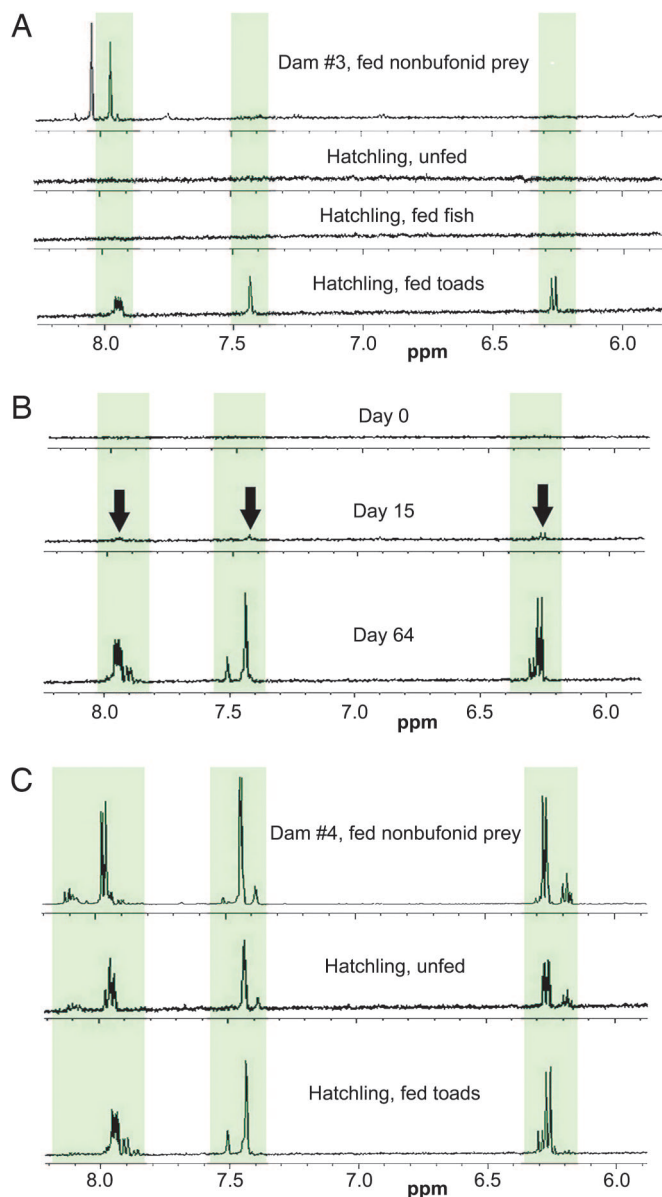 A
Dam #3, fed nonbufonid prey
Hatchling, unfed
Hatchling, fed fish
Hatchling, fed toads
8.0 7.5 7.0 6.5 6.0
ppm
B
Day 0
Day 15
Day 64
8.0 7.5 7.0 6.5 6.0
ppm
C
Dam #4, fed nonbufonid prey
Hatchling, unfed
Hatchling, fed toads
8.0 7.5 7.0 6.5 6.0
ppm